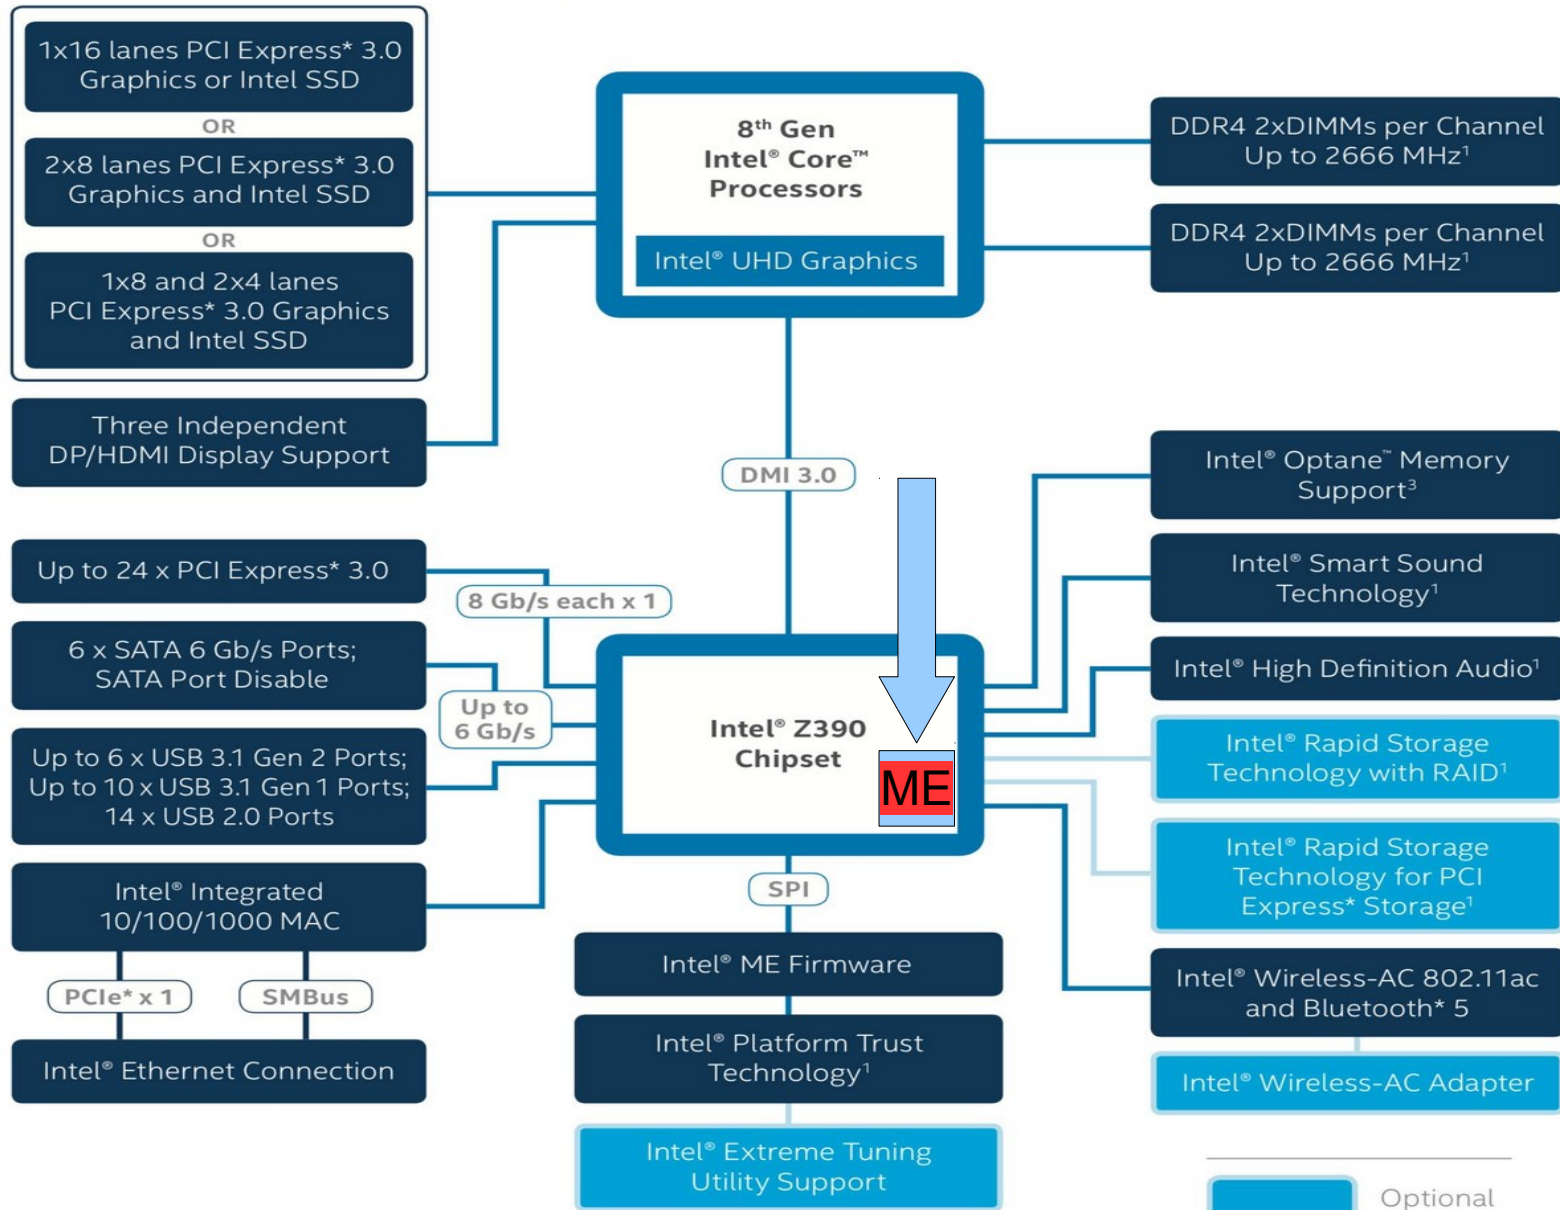 1x16 lanes PCI Express* 3.0
Graphics or Intel SSD
OR
2x8 lanes PCI Express* 3.0
Graphics and Intel SSD
OR
1x8 and 2x4 lanes
PCI Express* 3.0 Graphics
and Intel SSD
Three Independent
DP/HDMI Display Support
8th Gen
Intel® Core™
Processors
Intel® UHD Graphics
DDR4 2xDIMMs per Channel
Up to 2666 MHz¹
DDR4 2xDIMMs per Channel
Up to 2666 MHz¹
DMI 3.0
Up to 24 x PCI Express* 3.0
8 Gb/s each x 1
6 x SATA 6 Gb/s Ports;
SATA Port Disable
Up to
6 Gb/s
Up to 6 x USB 3.1 Gen 2 Ports;
Up to 10 x USB 3.1 Gen 1 Ports;
14 x USB 2.0 Ports
Intel® Integrated
10/100/1000 MAC
PCIe* x 1
SMBus
Intel® Ethernet Connection
Intel® Z390
Chipset
ME
SPI
Intel® ME Firmware
Intel® Platform Trust
Technology¹
Intel® Extreme Tuning
Utility Support
Intel® Optane™ Memory
Support³
Intel® Smart Sound
Technology¹
Intel® High Definition Audio¹
Intel® Rapid Storage
Technology with RAID¹
Intel® Rapid Storage
Technology for PCI
Express* Storage¹
Intel® Wireless-AC 802.11ac
and Bluetooth* 5
Intel® Wireless-AC Adapter
Optional